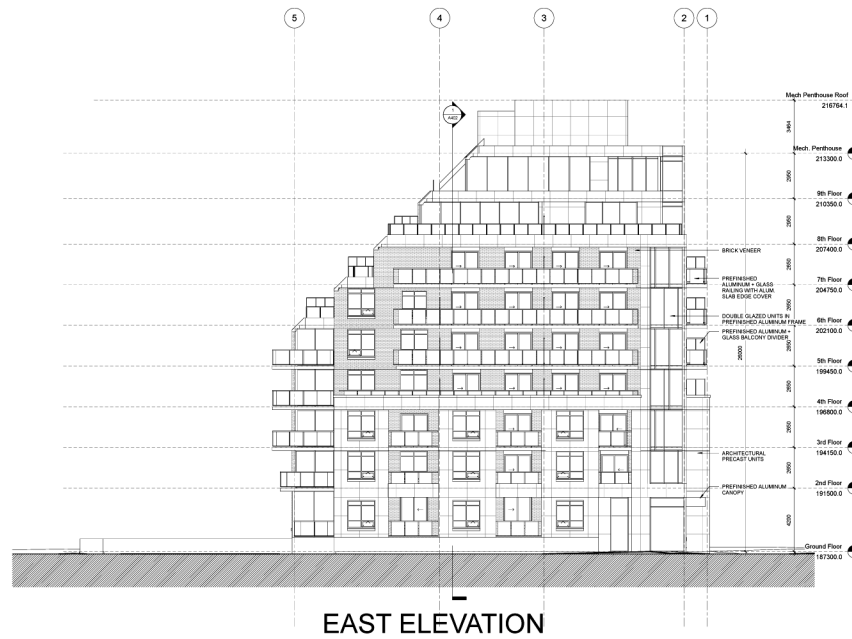 5
4
3
2
1
Mech Penthouse Roof
216764.1
1
A402
3464
Mech. Penthouse
213300.0
2950
9th Floor
210350.0
2950
8th Floor
207400.0
BRICK VENEER
2650
7th Floor
204750.0
PREFINISHED
ALUMINUM + GLASS
RAILING WITH ALUM.
SLAB EDGE COVER
2650
6th Floor
202100.0
DOUBLE GLAZED UNITS IN
PREFINISHED ALUMINUM FRAME
PREFINISHED ALUMINUM +
GLASS BALCONY DIVIDER
2650
26000
5th Floor
199450.0
2650
4th Floor
196800.0
2650
3rd Floor
194150.0
ARCHITECTURAL
PRECAST UNITS
2650
2nd Floor
191500.0
PREFINISHED ALUMINUM
CANOPY
4200
Ground Floor
187300.0
EAST ELEVATION